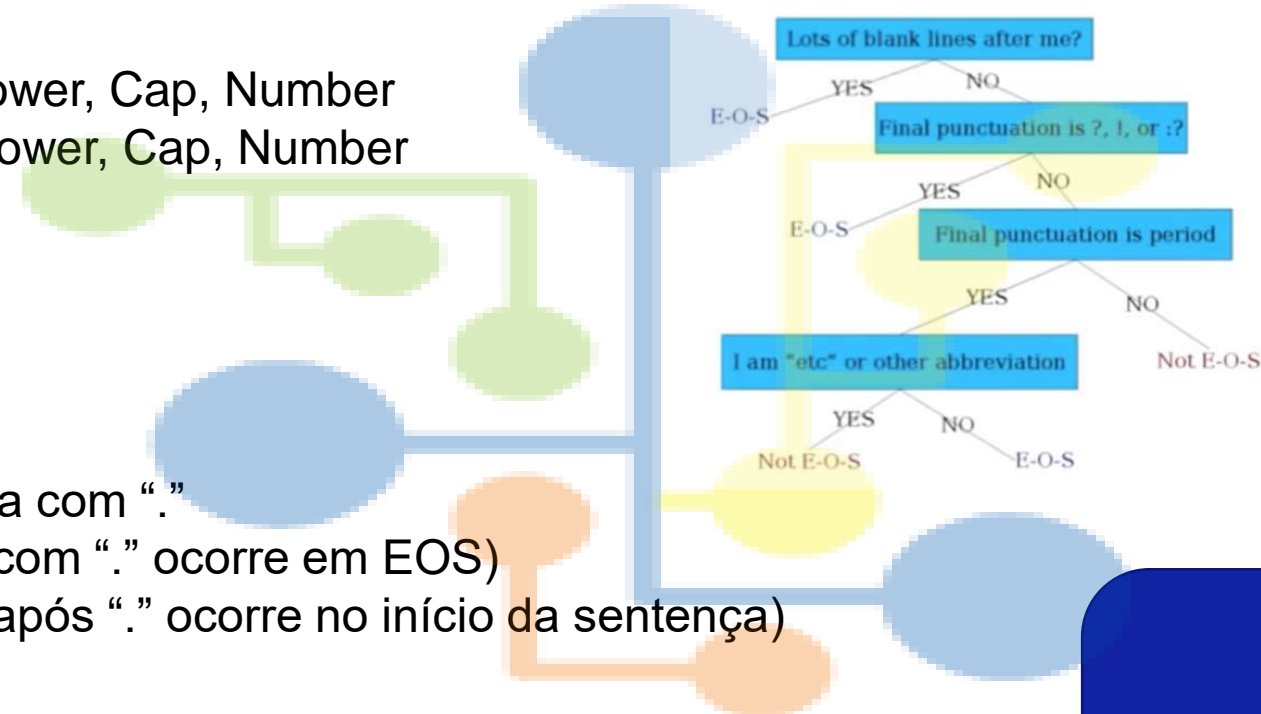 ower, Cap, Number
ower, Cap, Number
a com “.”
com “.” ocorre em EOS)
após “.” ocorre no início da sentença)
Lots of blank lines after me?
YES NO
E-O-S
Final punctuation is ?, !, or :?
YES NO
E-O-S
Final punctuation is period
YES NO
I am "etc" or other abbreviation
Not E-O-S
YES NO
Not E-O-S
E-O-S